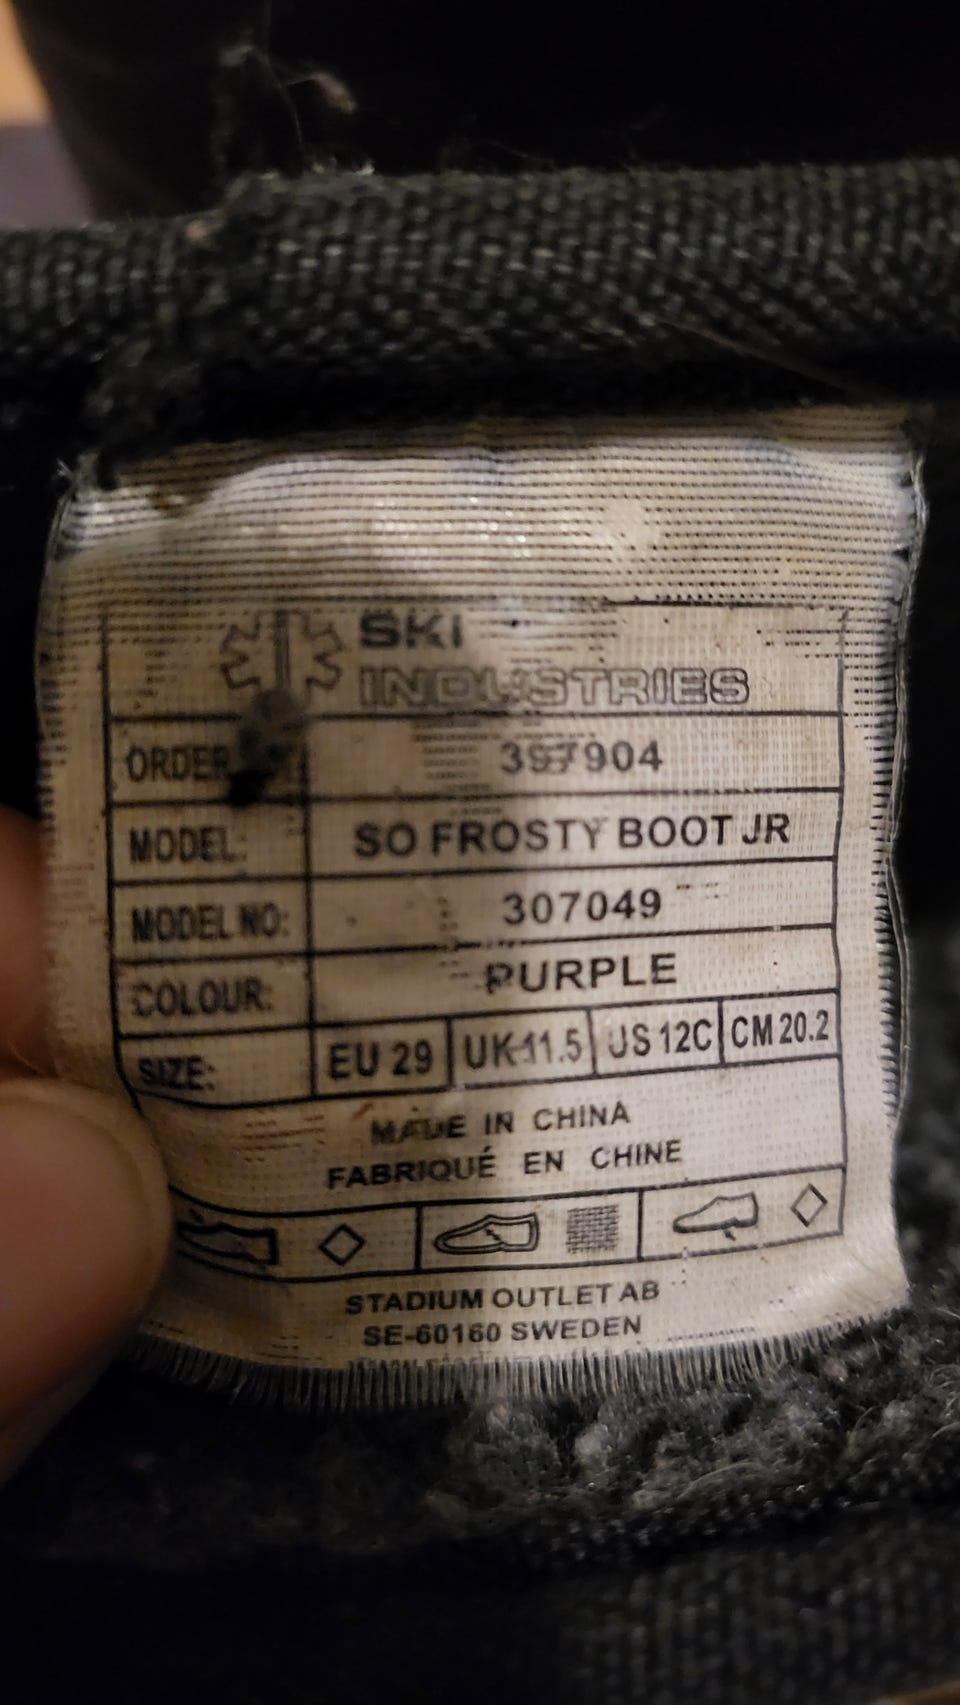 SKI
INDUSTRIES
ORDER 397904
MODEL: SO FROSTY BOOT JR
MODEL NO: 307049
COLOUR: PURPLE
SIZE: EU 29 UK 11.5 US 12C CM 20.2
MADE IN CHINA
FABRIQUÉ EN CHINE
STADIUM OUTLET AB
SE-60160 SWEDEN